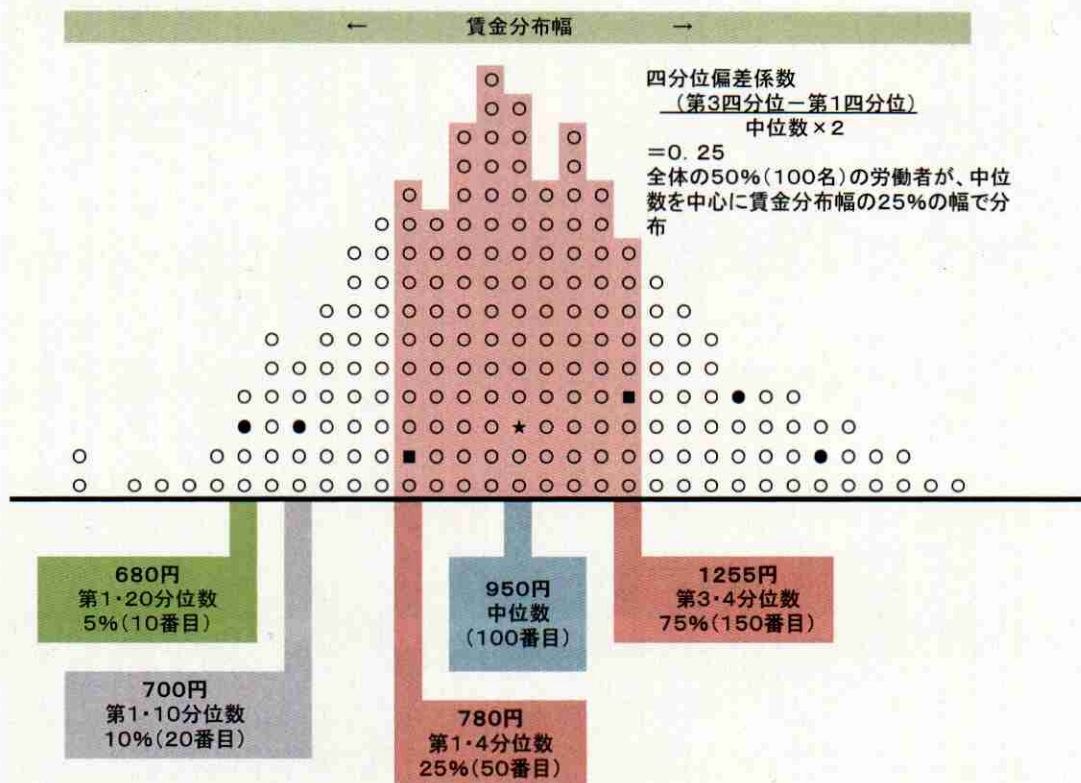 ← 賃金分布幅 →
四分位偏差係数
(第3四分位－第1四分位)
中位数×2
＝0．25
全体の50％(100名)の労働者が、中位
数を中心に賃金分布幅の25％の幅で分
布
680円
第1・20分位数
5％(10番目)
950円
中位数
(100番目)
1255円
第3・4分位数
75％(150番目)
700円
第1・10分位数
10％(20番目)
780円
第1・4分位数
25％(50番目)